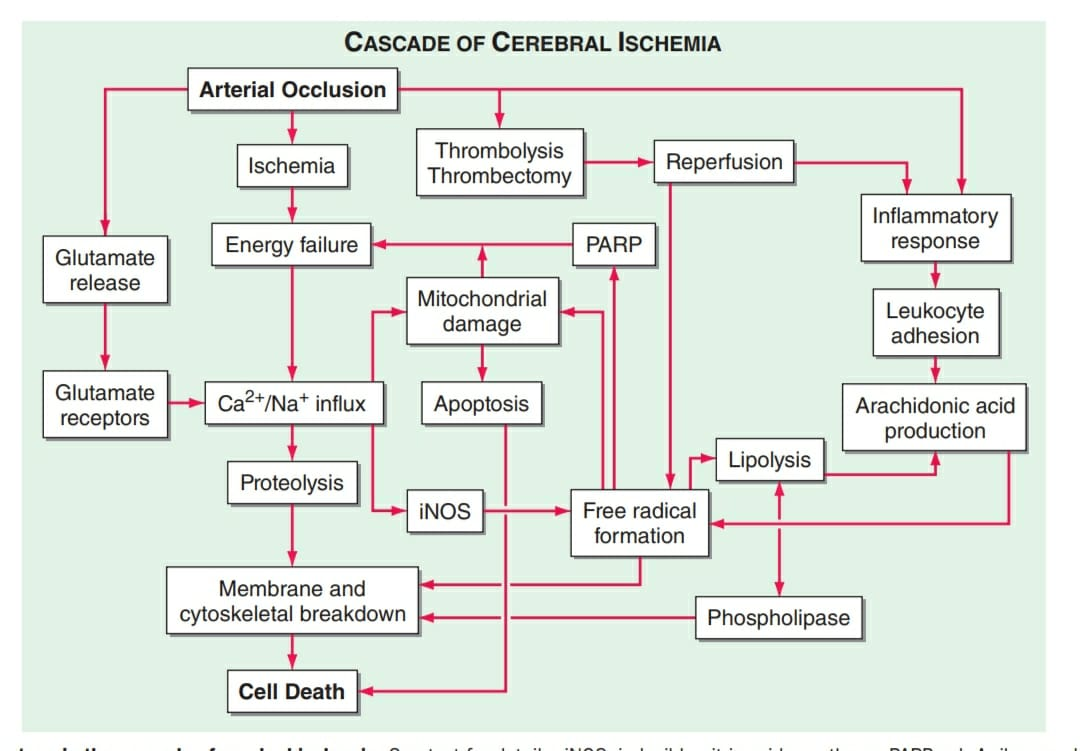 CASCADE OF CEREBRAL ISCHEMIA
Arterial Occlusion
Ischemia
Thrombolysis
Thrombectomy
Reperfusion
Inflammatory
response
Energy failure
PARP
Glutamate
release
Mitochondrial
damage
Leukocyte
adhesion
Glutamate
receptors
Ca²⁺/Na⁺ influx
Apoptosis
Arachidonic acid
production
Lipolysis
Proteolysis
iNOS
Free radical
formation
Membrane and
cytoskeletal breakdown
Phospholipase
Cell Death